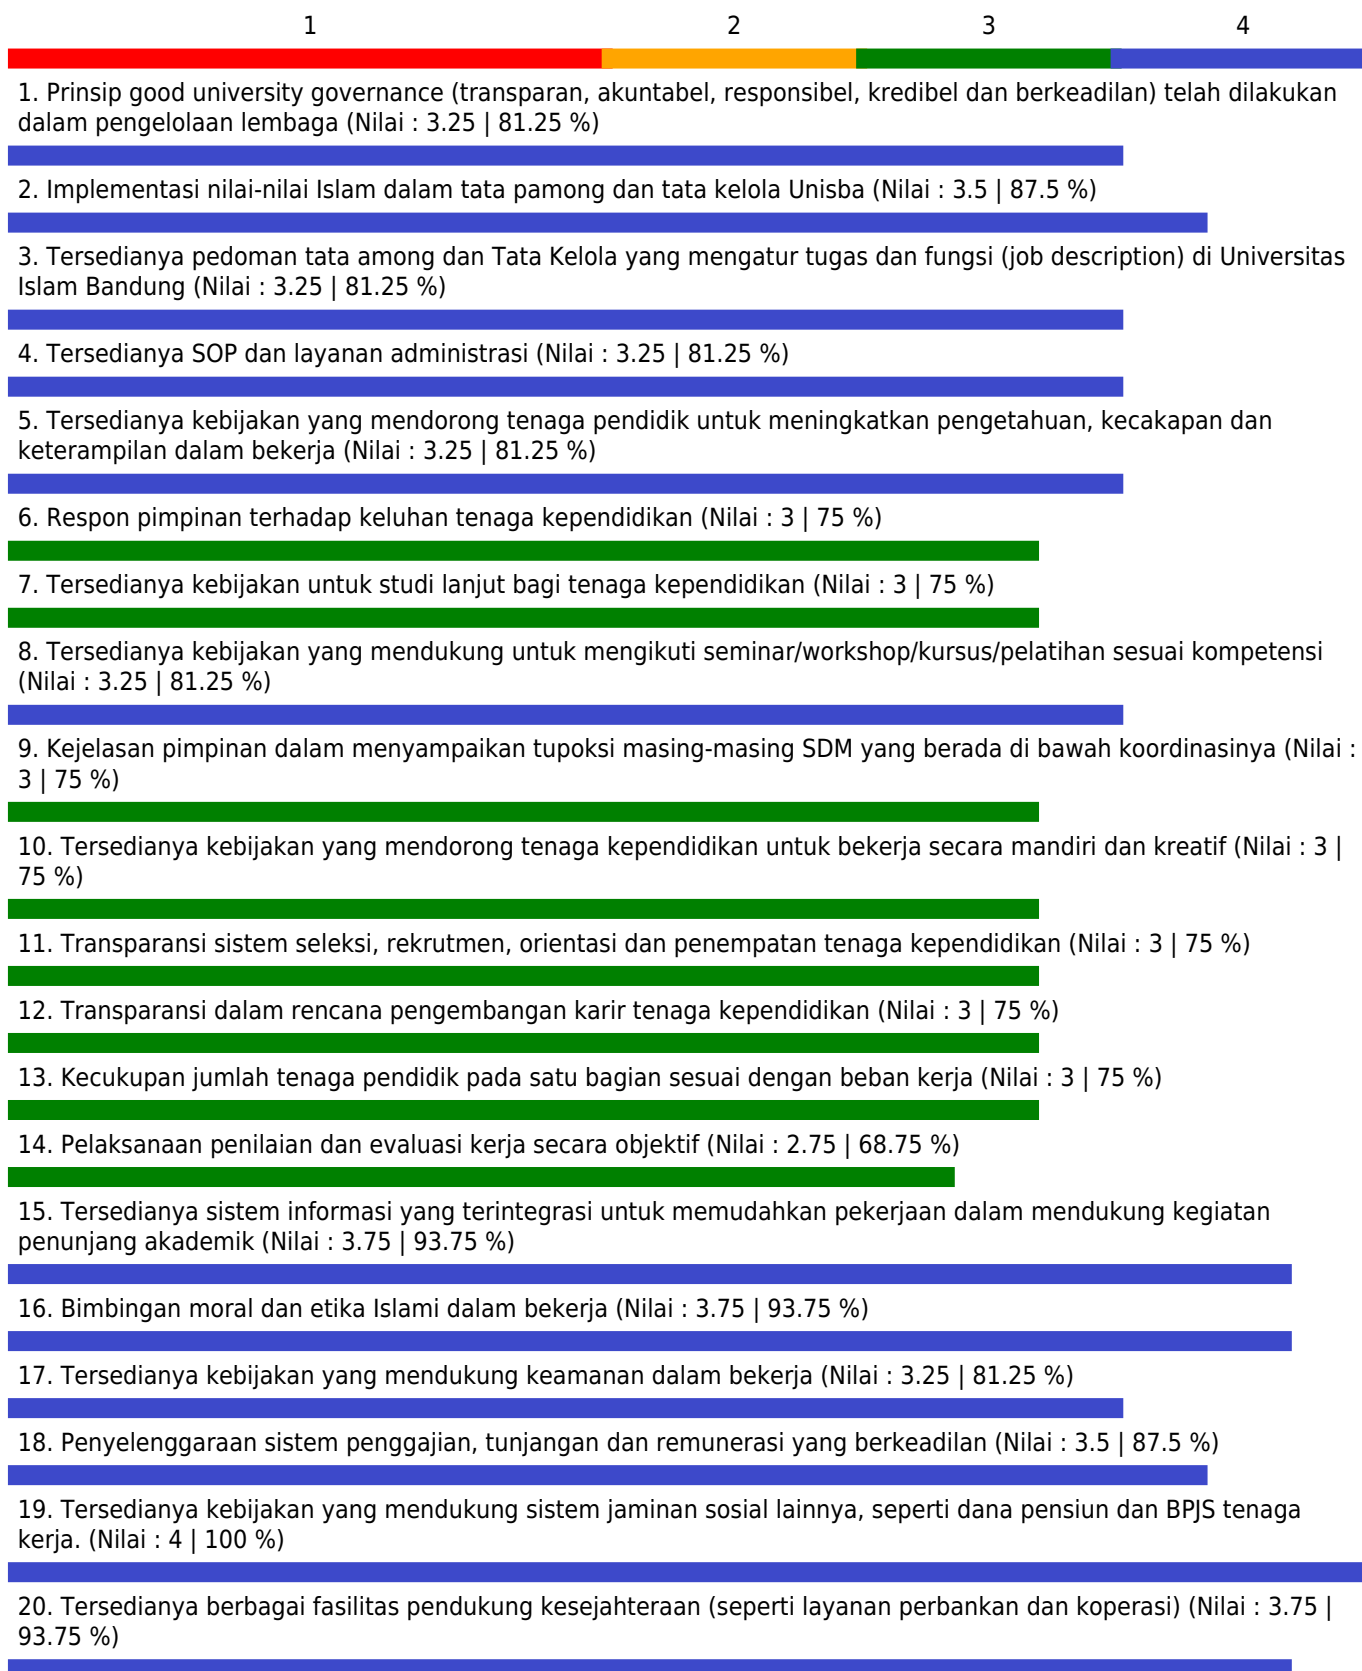 1 2 3 4
1. Prinsip good university governance (transparan, akuntabel, responsibel, kredibel dan berkeadilan) telah dilakukan
dalam pengelolaan lembaga (Nilai : 3.25 | 81.25 %)
2. Implementasi nilai-nilai Islam dalam tata pamong dan tata kelola Unisba (Nilai : 3.5 | 87.5 %)
3. Tersedianya pedoman tata among dan Tata Kelola yang mengatur tugas dan fungsi (job description) di Universitas
Islam Bandung (Nilai : 3.25 | 81.25 %)
4. Tersedianya SOP dan layanan administrasi (Nilai : 3.25 | 81.25 %)
5. Tersedianya kebijakan yang mendorong tenaga pendidik untuk meningkatkan pengetahuan, kecakapan dan
keterampilan dalam bekerja (Nilai : 3.25 | 81.25 %)
6. Respon pimpinan terhadap keluhan tenaga kependidikan (Nilai : 3 | 75 %)
7. Tersedianya kebijakan untuk studi lanjut bagi tenaga kependidikan (Nilai : 3 | 75 %)
8. Tersedianya kebijakan yang mendukung untuk mengikuti seminar/workshop/kursus/pelatihan sesuai kompetensi
(Nilai : 3.25 | 81.25 %)
9. Kejelasan pimpinan dalam menyampaikan tupoksi masing-masing SDM yang berada di bawah koordinasinya (Nilai :
3 | 75 %)
10. Tersedianya kebijakan yang mendorong tenaga kependidikan untuk bekerja secara mandiri dan kreatif (Nilai : 3 |
75 %)
11. Transparansi sistem seleksi, rekrutmen, orientasi dan penempatan tenaga kependidikan (Nilai : 3 | 75 %)
12. Transparansi dalam rencana pengembangan karir tenaga kependidikan (Nilai : 3 | 75 %)
13. Kecukupan jumlah tenaga pendidik pada satu bagian sesuai dengan beban kerja (Nilai : 3 | 75 %)
14. Pelaksanaan penilaian dan evaluasi kerja secara objektif (Nilai : 2.75 | 68.75 %)
15. Tersedianya sistem informasi yang terintegrasi untuk memudahkan pekerjaan dalam mendukung kegiatan
penunjang akademik (Nilai : 3.75 | 93.75 %)
16. Bimbingan moral dan etika Islami dalam bekerja (Nilai : 3.75 | 93.75 %)
17. Tersedianya kebijakan yang mendukung keamanan dalam bekerja (Nilai : 3.25 | 81.25 %)
18. Penyelenggaraan sistem penggajian, tunjangan dan remunerasi yang berkeadilan (Nilai : 3.5 | 87.5 %)
19. Tersedianya kebijakan yang mendukung sistem jaminan sosial lainnya, seperti dana pensiun dan BPJS tenaga
kerja. (Nilai : 4 | 100 %)
20. Tersedianya berbagai fasilitas pendukung kesejahteraan (seperti layanan perbankan dan koperasi) (Nilai : 3.75 |
93.75 %)